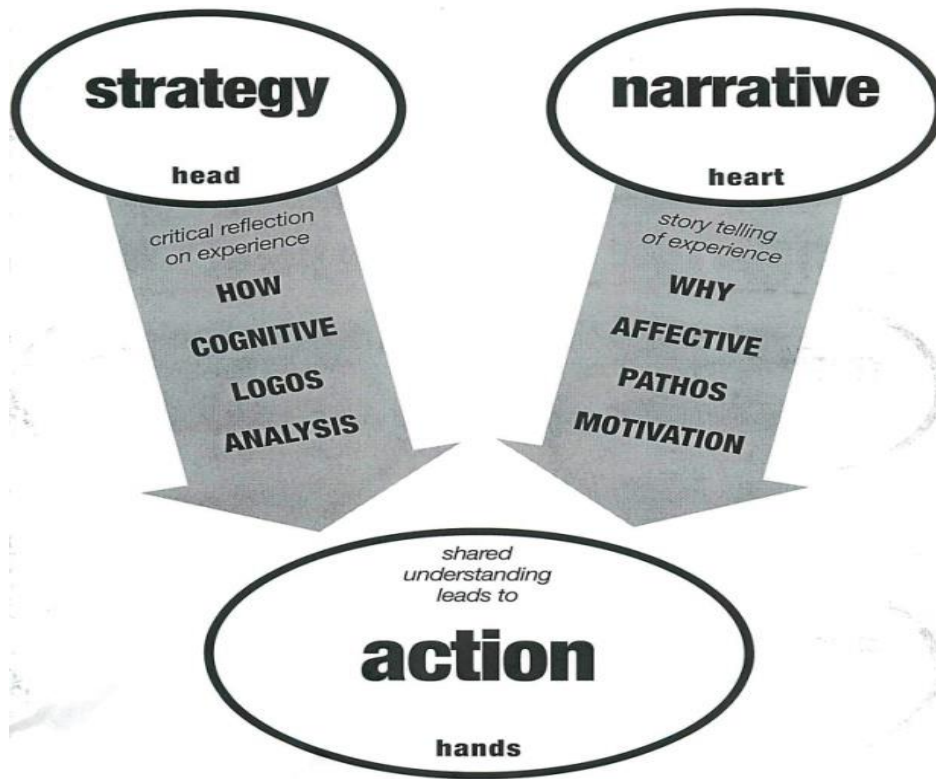 strategy
head
critical reflection
on experience
HOW
COGNITIVE
LOGOS
ANALYSIS
narrative
heart
story telling
of experience
WHY
AFFECTIVE
PATHOS
MOTIVATION
shared
understanding
leads to
action
hands